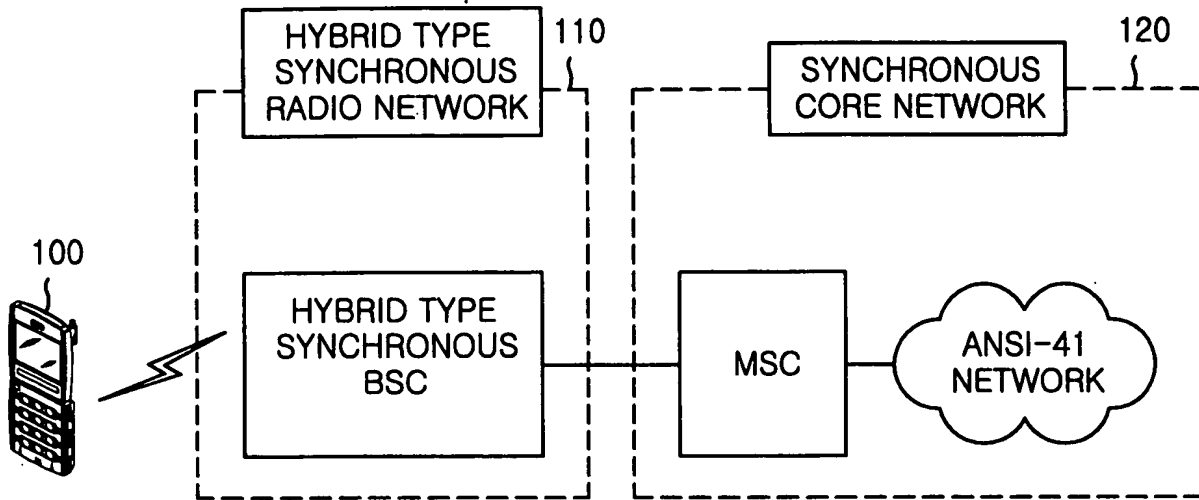 HYBRID TYPE
SYNCHRONOUS
RADIO NETWORK
110
SYNCHRONOUS
CORE NETWORK
120
100
HYBRID TYPE
SYNCHRONOUS
BSC
MSC
ANSI-41
NETWORK